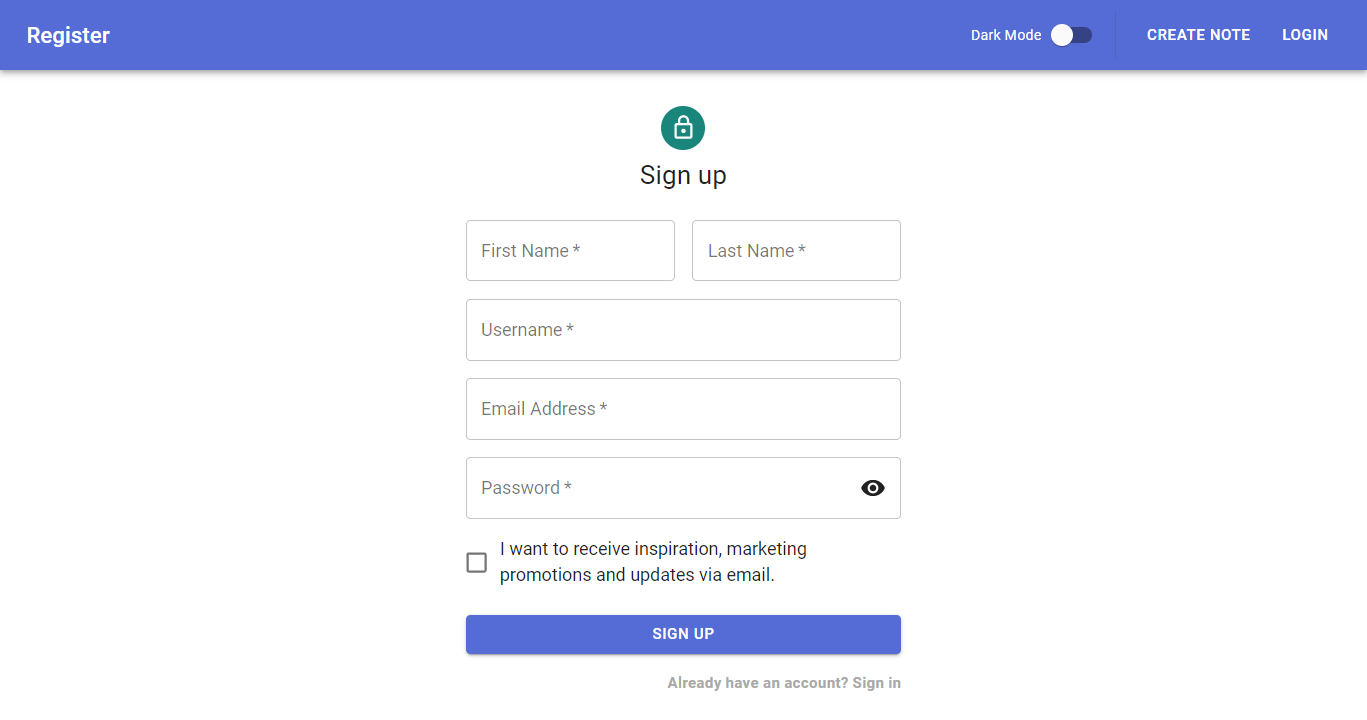 Register
Dark Mode
CREATE NOTE
LOGIN
Sign up
First Name *
Last Name *
Username *
Email Address *
Password *
I want to receive inspiration, marketing
promotions and updates via email.
SIGN UP
Already have an account? Sign in